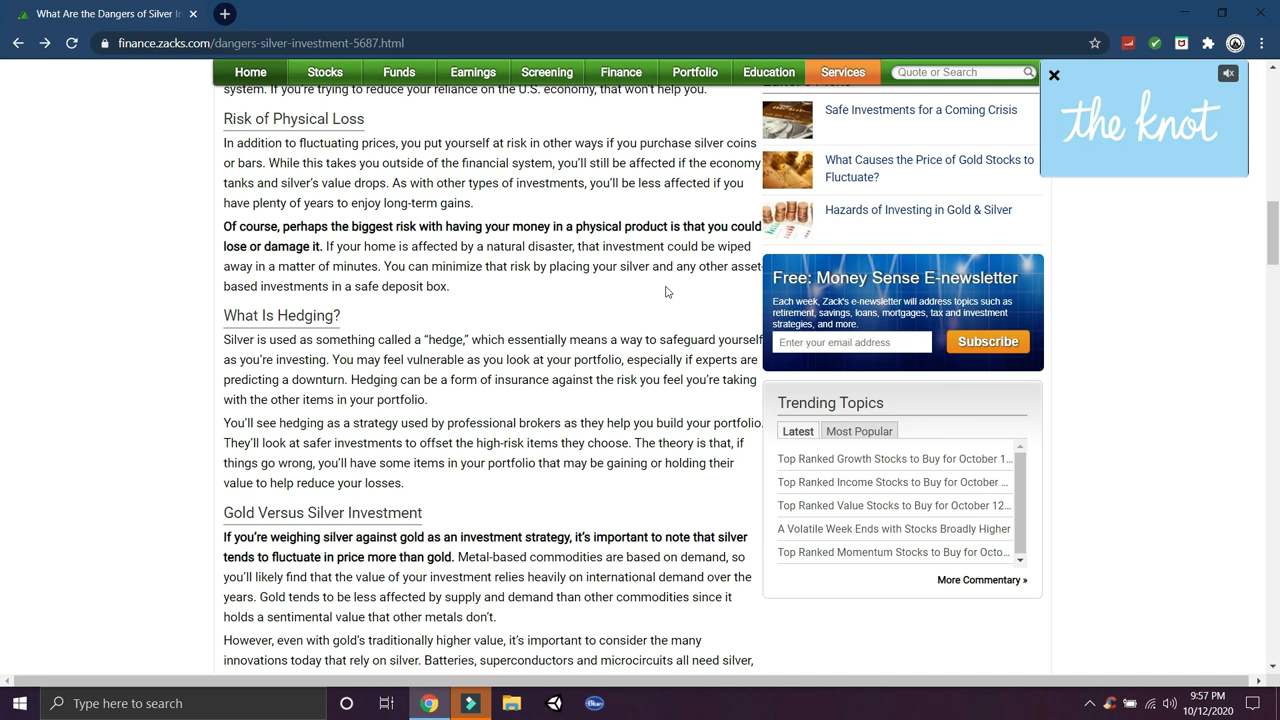 What Are the Dangers of Silver In
finance.zacks.com/dangers-silver-investment-5687.html
Home Stocks Funds Earnings Screening Finance Portfolio Education Services Quote or Search
system. If you're trying to reduce your reliance on the U.S. economy, that won't help you.
Risk of Physical Loss
In addition to fluctuating prices, you put yourself at risk in other ways if you purchase silver coins
or bars. While this takes you outside of the financial system, you'll still be affected if the economy
tanks and silver's value drops. As with other types of investments, you'll be less affected if you
have plenty of years to enjoy long-term gains.
Of course, perhaps the biggest risk with having your money in a physical product is that you could
lose or damage it. If your home is affected by a natural disaster, that investment could be wiped
away in a matter of minutes. You can minimize that risk by placing your silver and any other asset-
based investments in a safe deposit box.
What Is Hedging?
Silver is used as something called a “hedge,” which essentially means a way to safeguard yourself
as you're investing. You may feel vulnerable as you look at your portfolio, especially if experts are
predicting a downturn. Hedging can be a form of insurance against the risk you feel you're taking
with the other items in your portfolio.
You'll see hedging as a strategy used by professional brokers as they help you build your portfolio.
They'll look at safer investments to offset the high-risk items they choose. The theory is that, if
things go wrong, you'll have some items in your portfolio that may be gaining or holding their
value to help reduce your losses.
Gold Versus Silver Investment
If you're weighing silver against gold as an investment strategy, it's important to note that silver
tends to fluctuate in price more than gold. Metal-based commodities are based on demand, so
you'll likely find that the value of your investment relies heavily on international demand over the
years. Gold tends to be less affected by supply and demand than other commodities since it
holds a sentimental value that other metals don't.
However, even with gold's traditionally higher value, it's important to consider the many
innovations today that rely on silver. Batteries, superconductors and microcircuits all need silver,
Safe Investments for a Coming Crisis
What Causes the Price of Gold Stocks to
Fluctuate?
Hazards of Investing in Gold & Silver
Free: Money Sense E-newsletter
Each week, Zack's e-newsletter will address topics such as
retirement, savings, loans, mortgages, tax and investment
strategies, and more.
Enter your email address Subscribe
Trending Topics
Latest Most Popular
Top Ranked Growth Stocks to Buy for October 1...
Top Ranked Income Stocks to Buy for October ...
Top Ranked Value Stocks to Buy for October 12...
A Volatile Week Ends with Stocks Broadly Higher
Top Ranked Momentum Stocks to Buy for Octo...
More Commentary »
the knot
Type here to search
9:57 PM
10/12/2020